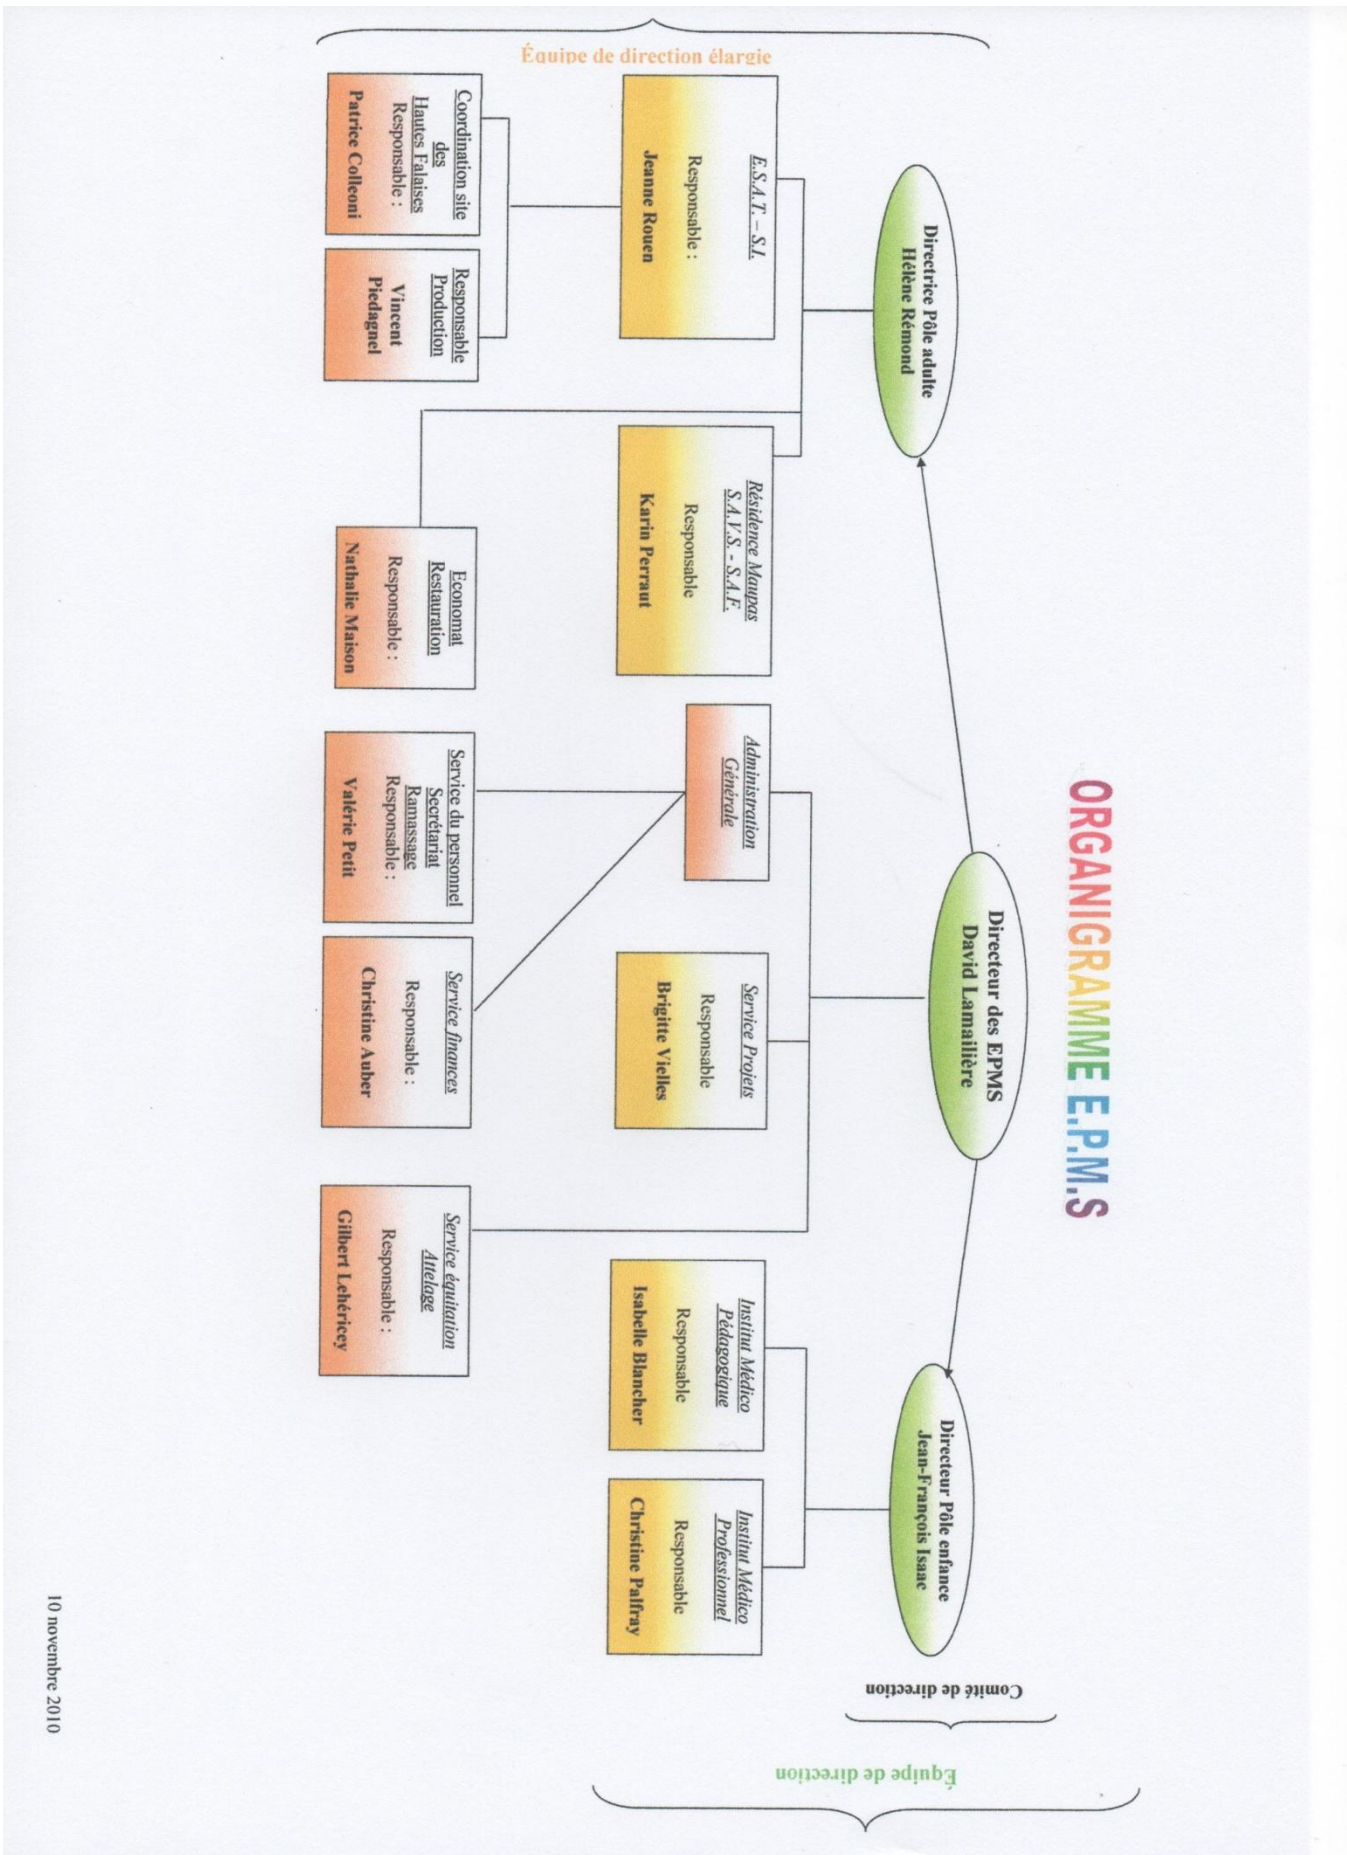 ORGANIGRAMME E.P.M.S
Directeur des EPMS
David Lamailière
Directrice Pôle adulte
Hélène Rémond
Directeur Pôle enfance
Jean-François Isaac
Comité de direction
Équipe de direction
Équipe de direction élargie
E.S.A.T. – S.I.
Responsable :
Jeanne Rouen
Résidence Maupas
S.A.V.S. - S.A.F.
Responsable
Karin Perraut
Administration
Générale
Service Projets
Responsable
Brigitte Vielles
Institut Médico
Pédagogique
Responsable
Isabelle Blancher
Institut Médico
Professionnel
Responsable
Christine Palfray
Coordination site
des
Hautes Falaises
Responsable :
Patrice Colleoni
Responsable
Production
Vincent
Piedagnel
Economat
Restauration
Responsable :
Nathalie Maison
Service du personnel
Secrétariat
Ramassage
Responsable :
Valérie Petit
Service finances
Responsable :
Christine Auber
Service équitation
Attelage
Responsable :
Gilbert Lehéricey
10 novembre 2010